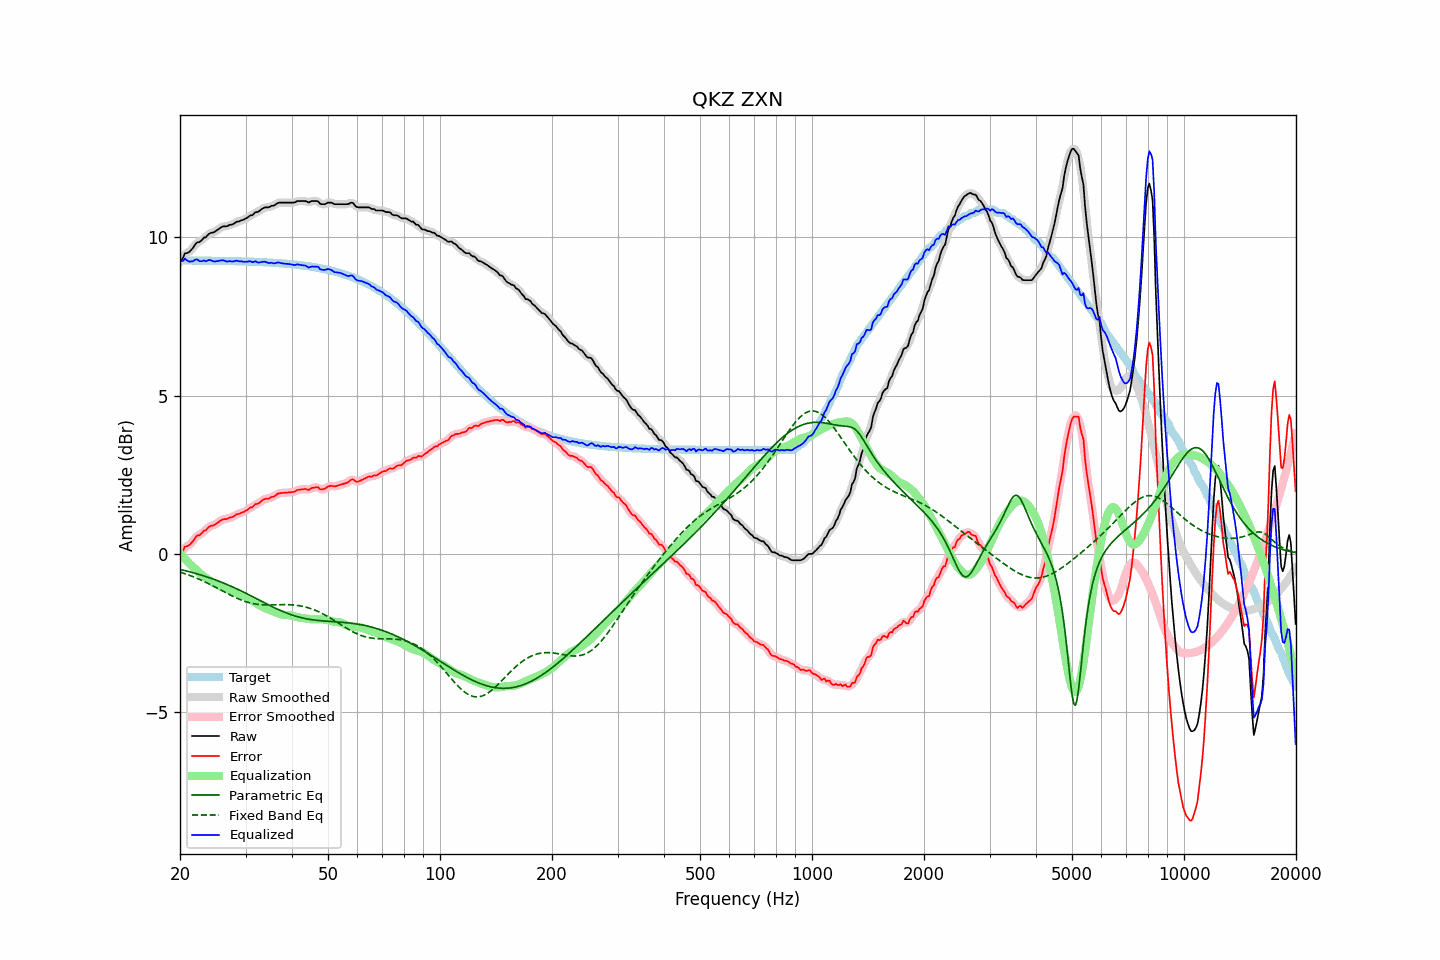 QKZ ZXN
Amplitude (dBr)
10
5
0
−5
Target
Raw Smoothed
Error Smoothed
Raw
Error
Equalization
Parametric Eq
Fixed Band Eq
Equalized
20
50
100
200
500
1000
2000
5000
10000
20000
Frequency (Hz)